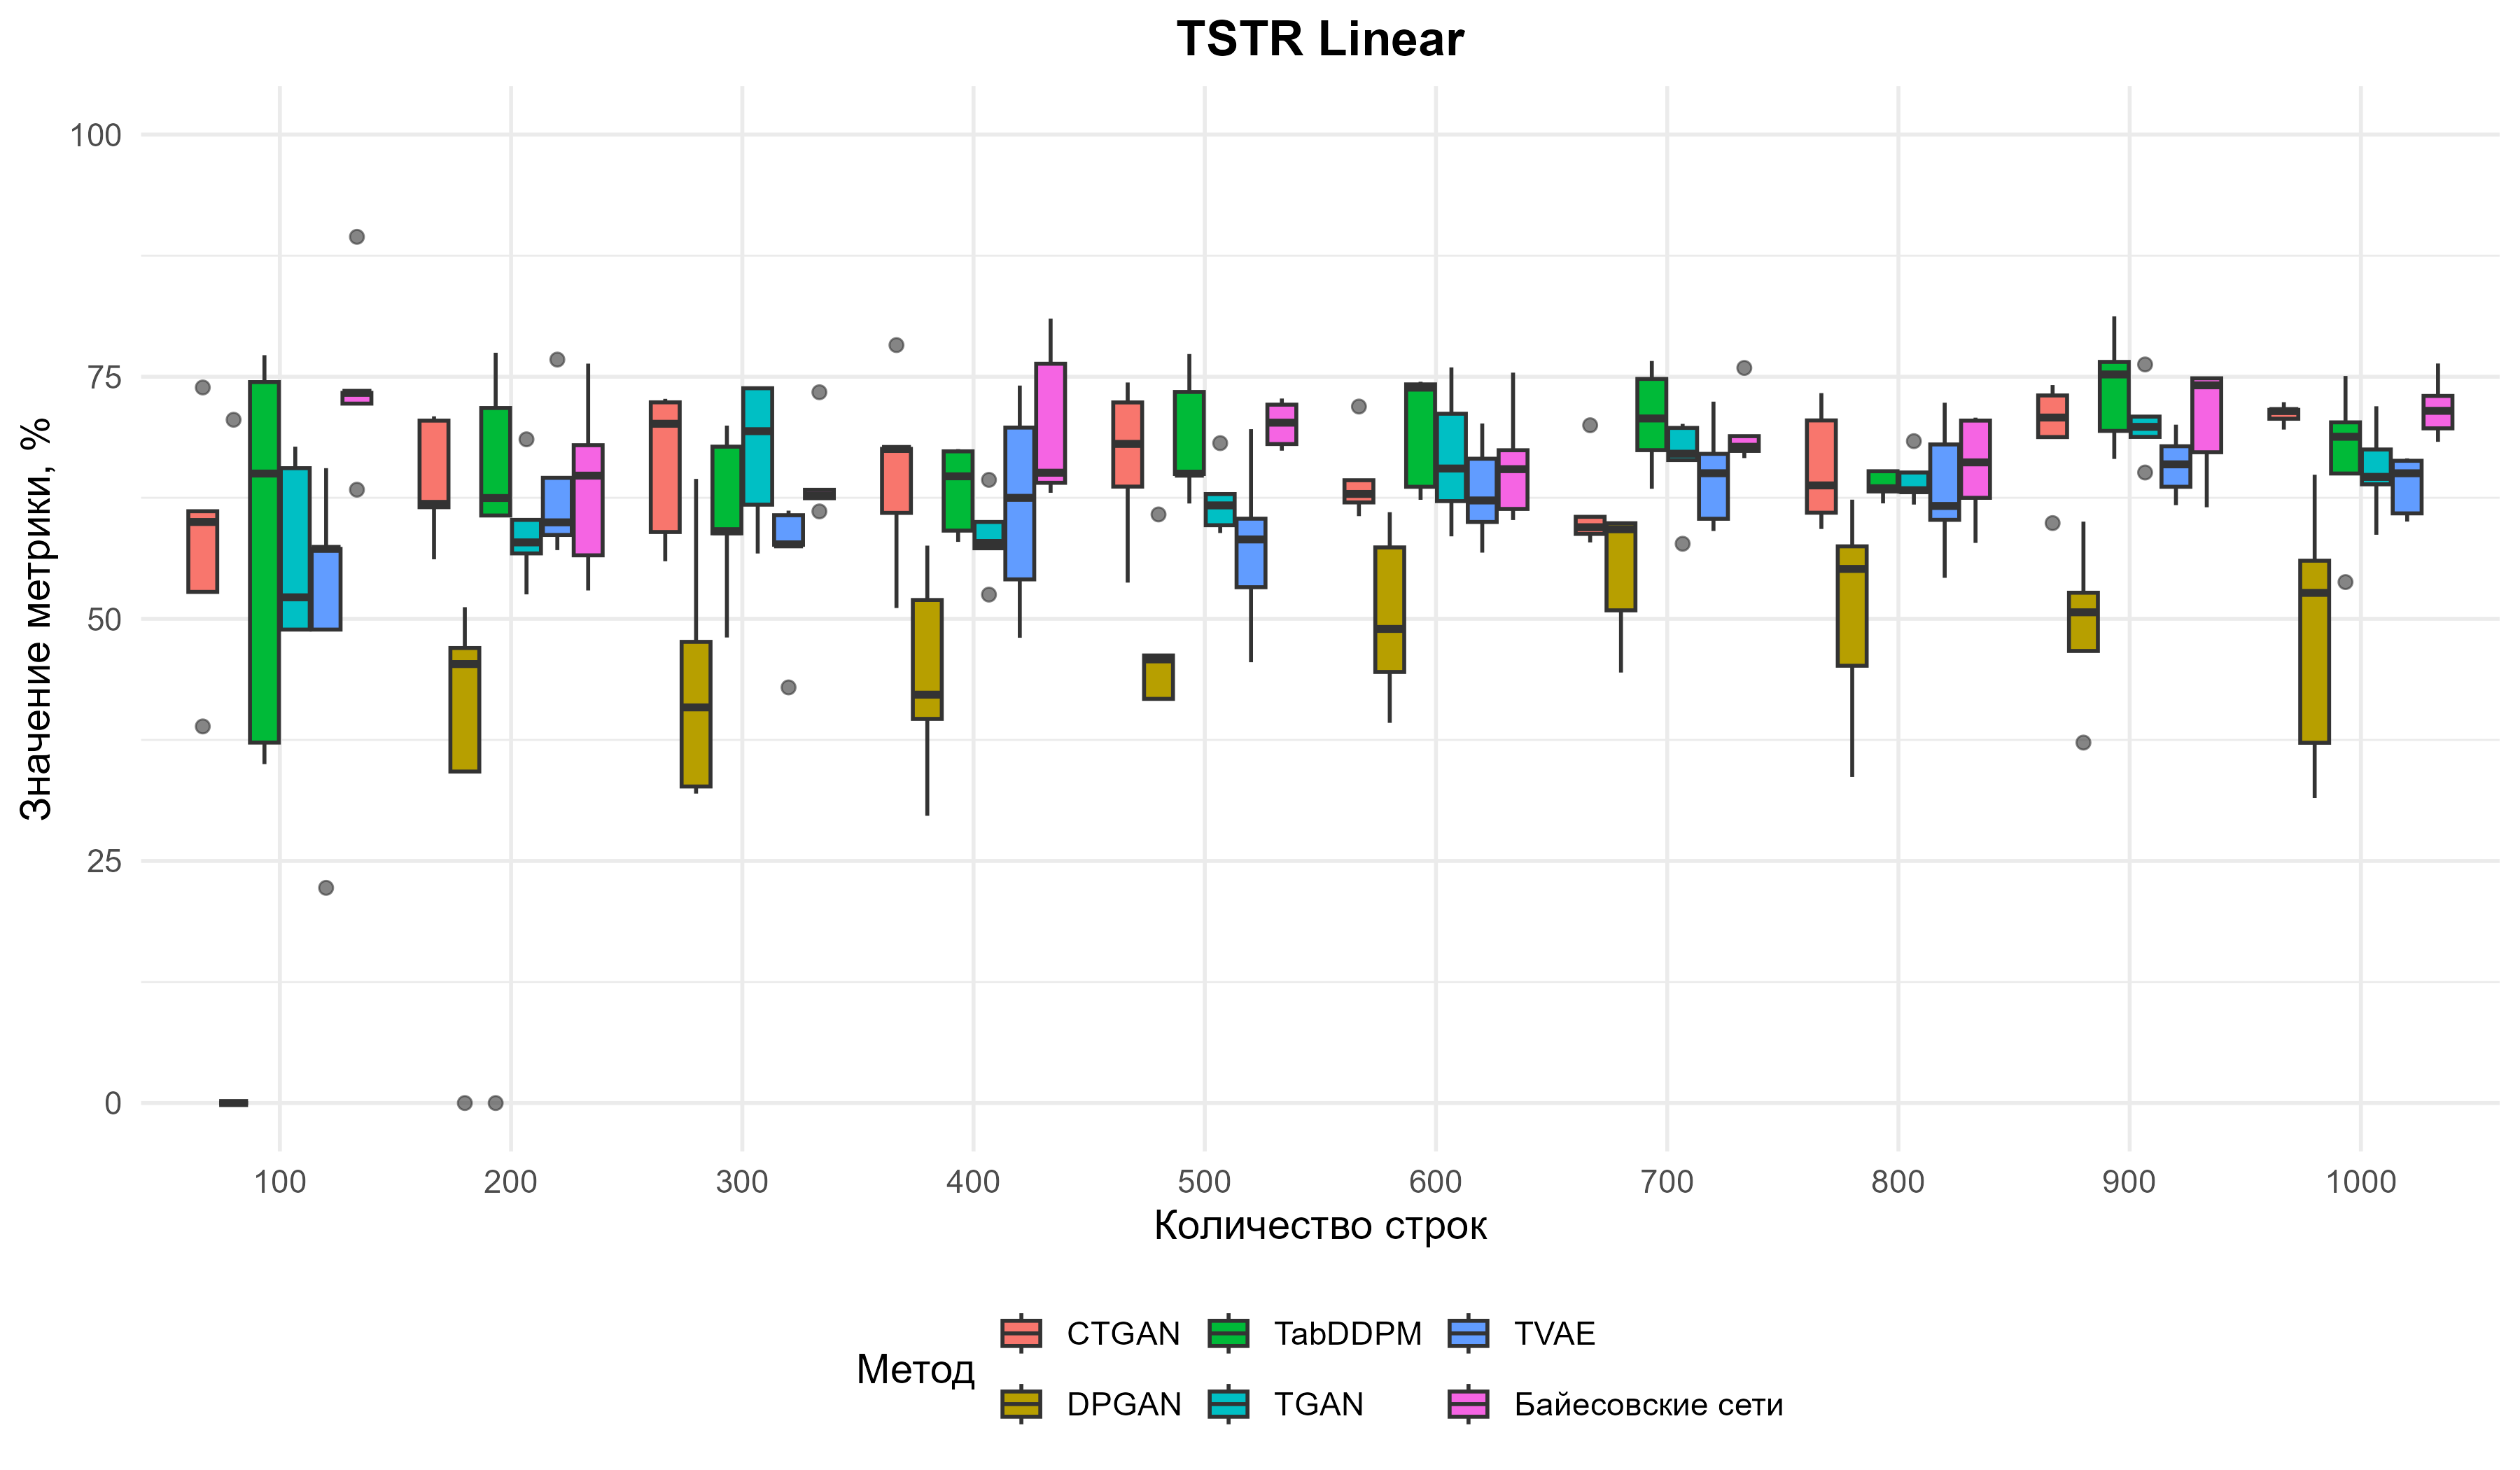 TSTR Linear
Значение метрики, %
100
75
50
25
0
100 200 300 400 500 600 700 800 900 1000
Количество строк
Метод
CTGAN TabDDPM TVAE
DPGAN TGAN Байесовские сети